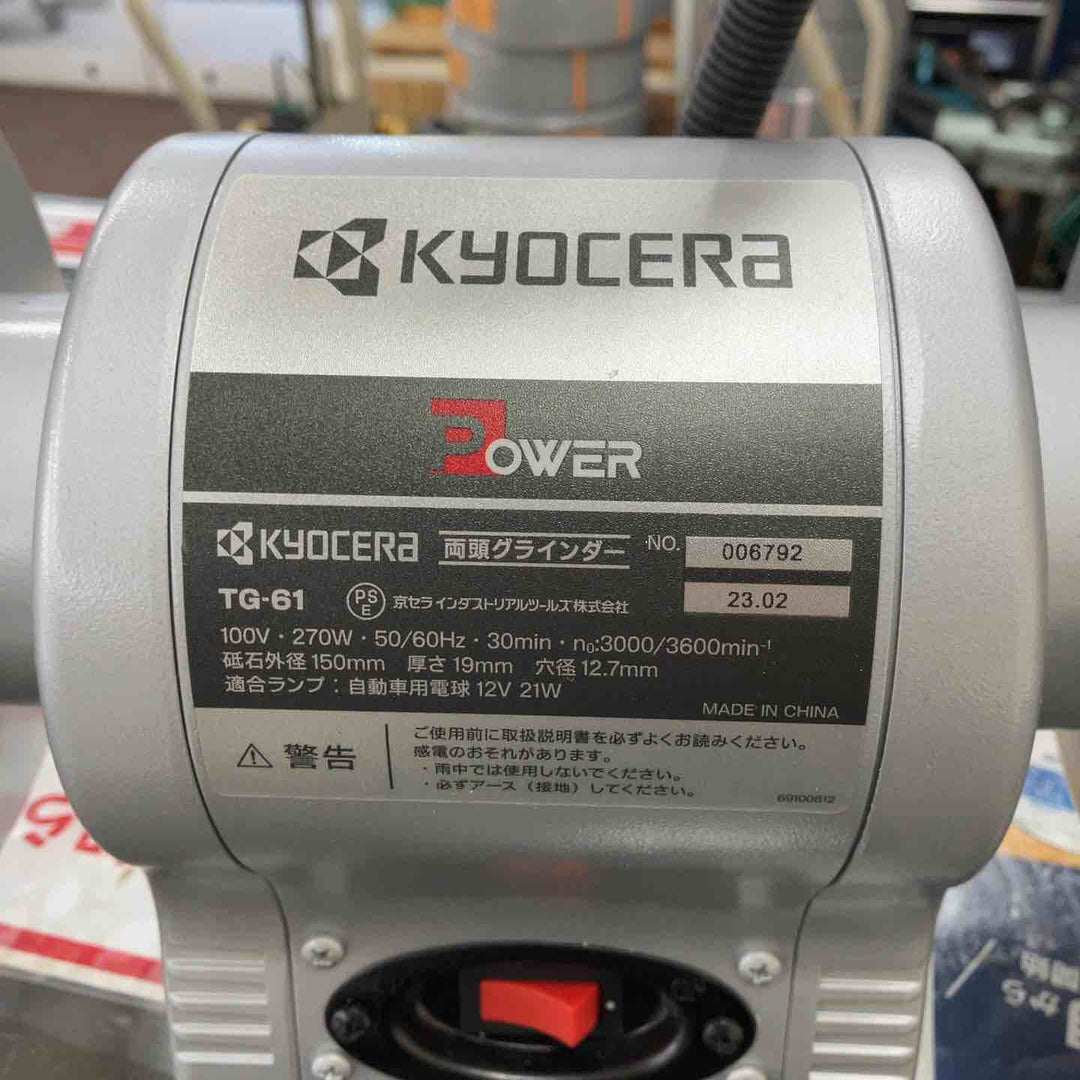 KYOCERA
POWER
KYOCERA 両頭グラインダー NO. 006792
TG-61 PSE 京セラインダストリアルツールズ株式会社 23.02
100V・270W・50/60Hz・30min・n₀:3000/3600min⁻¹
砥石外径 150mm 厚さ 19mm 穴径 12.7mm
適合ランプ：自動車用電球 12V 21W
MADE IN CHINA
警告
ご使用前に取扱説明書を必ずよくお読みください。
感電のおそれがあります。
・雨中では使用しないでください。
・必ずアース（接地）してください。
69100812
から